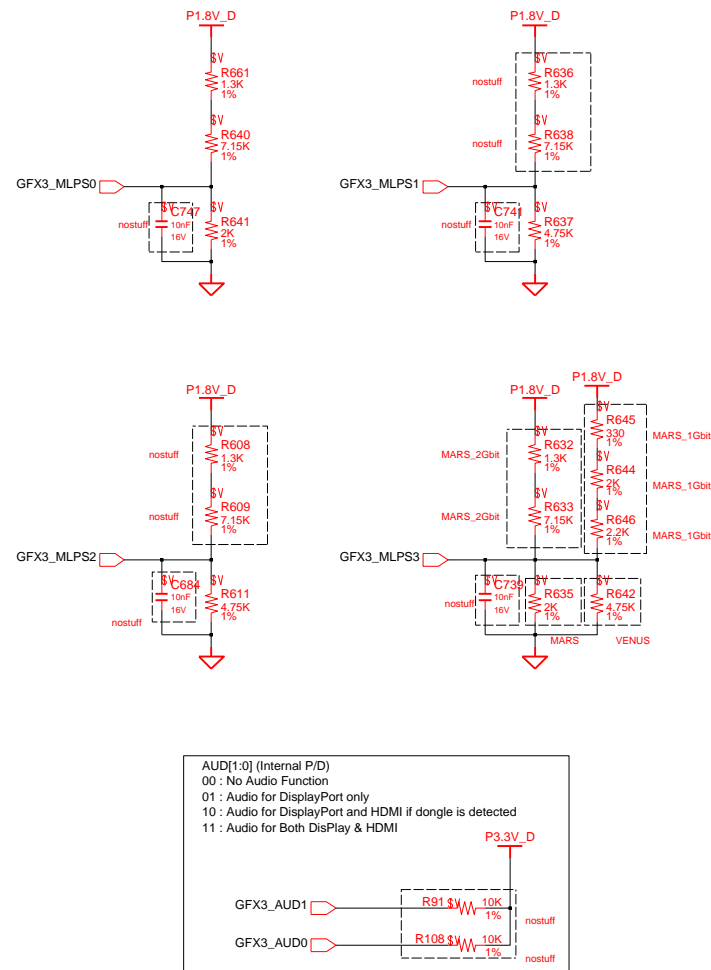 P1.8V_D
$V
R661
1.3K
1%
$V
R640
7.15K
1%
GFX3_MLPS0
nostuff
$V
C747
10nF
16V
$V
R641
2K
1%
P1.8V_D
$V
nostuff
R636
1.3K
1%
$V
nostuff
R638
7.15K
1%
GFX3_MLPS1
nostuff
$V
C741
10nF
16V
$V
R637
4.75K
1%
P1.8V_D
$V
nostuff
R608
1.3K
1%
$V
nostuff
R609
7.15K
1%
GFX3_MLPS2
$V
C684
10nF
16V
nostuff
$V
R611
4.75K
1%
P1.8V_D
$V
MARS_2Gbit
R632
1.3K
1%
$V
MARS_2Gbit
R633
7.15K
1%
P1.8V_D
$V
R645
330
1%
MARS_1Gbit
$V
R644
2K
1%
MARS_1Gbit
$V
R646
2.2K
1%
MARS_1Gbit
GFX3_MLPS3
nostuff
$V
C739
10nF
16V
$V
R635
2K
1%
MARS
$V
R642
4.75K
1%
VENUS
AUD[1:0] (Internal P/D)
00 : No Audio Function
01 : Audio for DisplayPort only
10 : Audio for DisplayPort and HDMI if dongle is detected
11 : Audio for Both DisPlay & HDMI
P3.3V_D
GFX3_AUD1
R91 $V 10K
1%
nostuff
GFX3_AUD0
R108 $V 10K
1%
nostuff